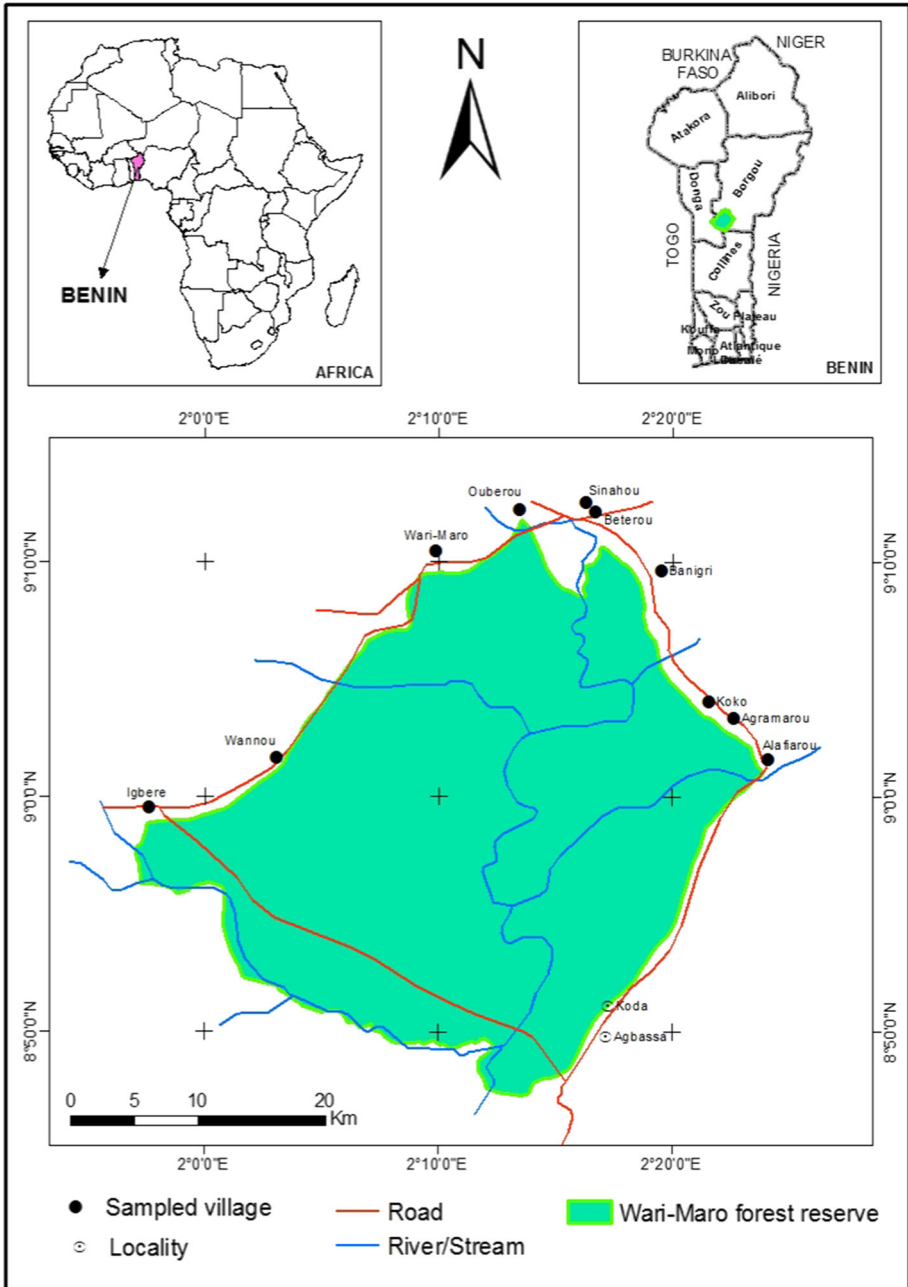 BENIN
AFRICA
N
BURKINA
FASO
NIGER
Alibori
Atakora
Donga
Borgou
TOGO
Collines
NIGERIA
Zou
Plateau
Kouffo
Mono
Atlantique
BENIN
2°0'0"E
2°10'0"E
2°20'0"E
Ouberou
Sinahou
Beterou
Wari-Maro
9°10'0"N
9°10'0"N
Banigri
Koko
Agramarou
Wannou
Alafiarou
Igbere
9°0'0"N
9°0'0"N
Koda
Agbassa
8°50'0"N
8°50'0"N
0
5
10
20
Km
2°0'0"E
2°10'0"E
2°20'0"E
Sampled village
Road
Wari-Maro forest reserve
Locality
River/Stream